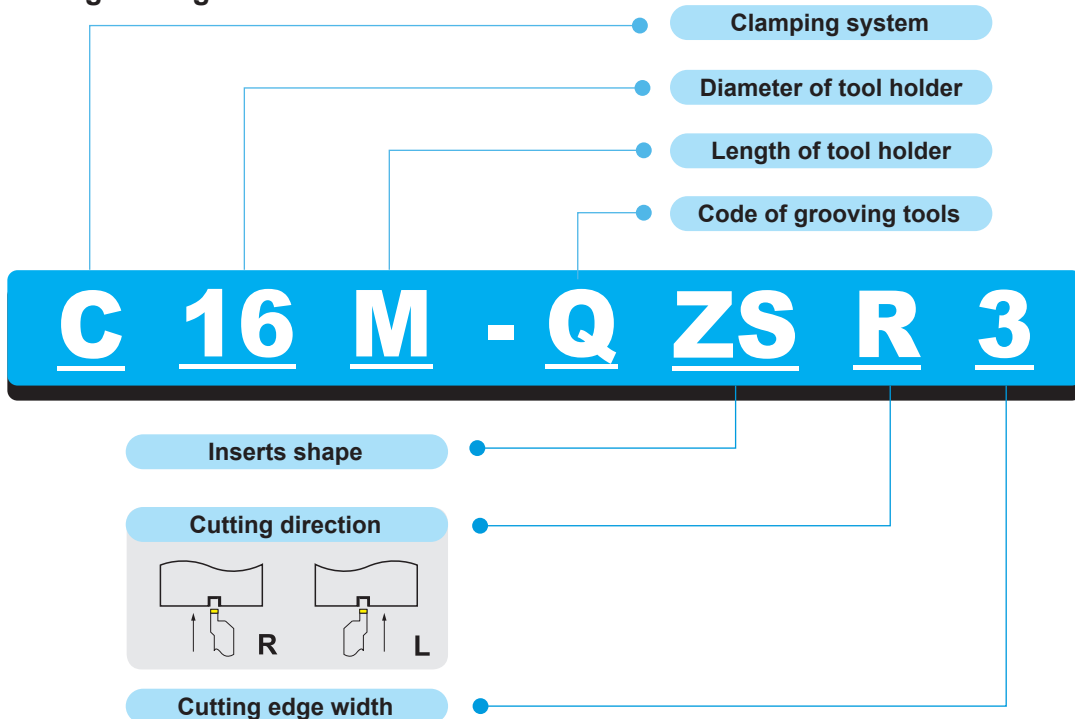 Clamping system
Diameter of tool holder
Length of tool holder
Code of grooving tools
C 16 M - Q ZS R 3
Inserts shape
Cutting direction
R L
Cutting edge width